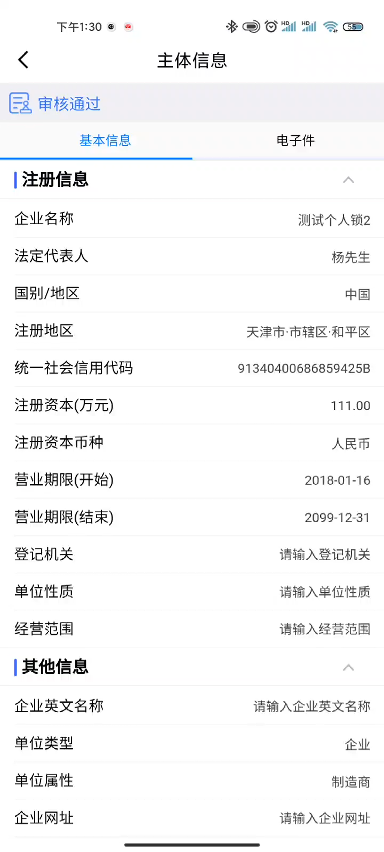 下午1:30
主体信息
审核通过
基本信息 电子件
注册信息
企业名称 测试个人锁2
法定代表人 杨先生
国别/地区 中国
注册地区 天津市·市辖区·和平区
统一社会信用代码 91340400686859425B
注册资本(万元) 111.00
注册资本币种 人民币
营业期限(开始) 2018-01-16
营业期限(结束) 2099-12-31
登记机关 请输入登记机关
单位性质 请输入单位性质
经营范围 请输入经营范围
其他信息
企业英文名称 请输入企业英文名称
单位类型 企业
单位属性 制造商
企业网址 请输入企业网址